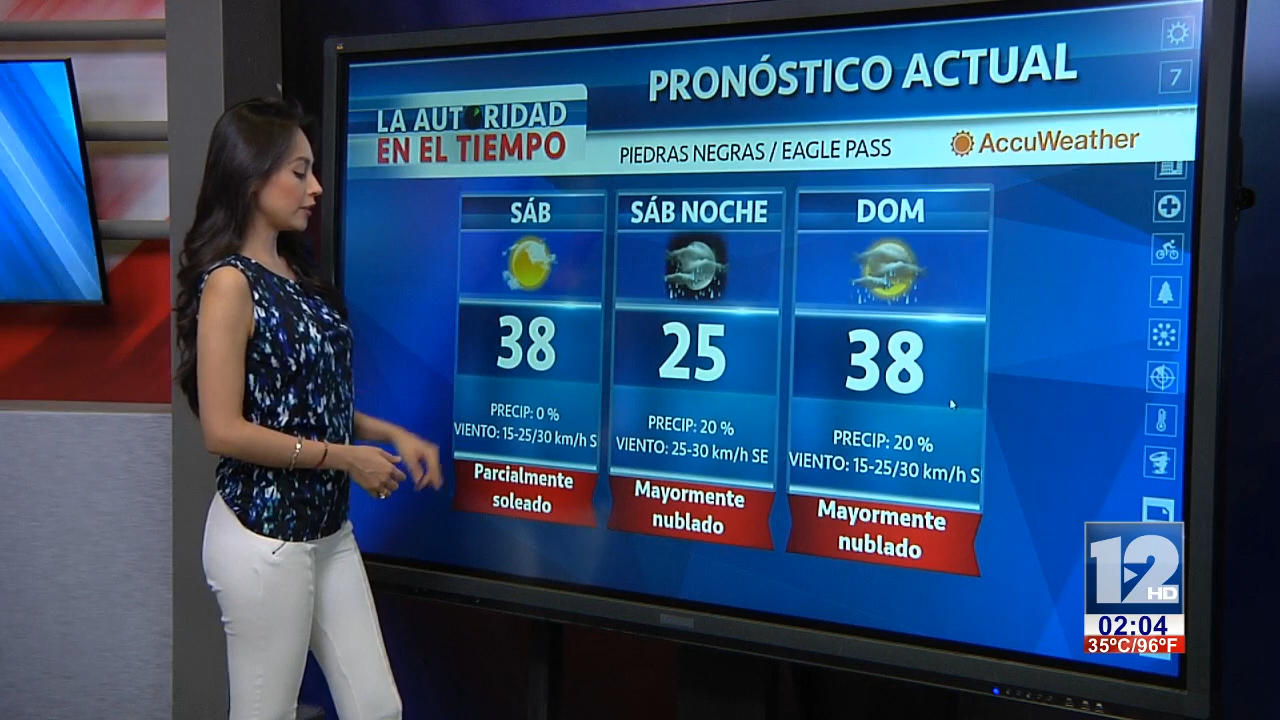 PRONÓSTICO ACTUAL
LA AUTORIDAD
EN EL TIEMPO
PIEDRAS NEGRAS / EAGLE PASS
AccuWeather
7
SÁB
38
PRECIP: 0 %
VIENTO: 15-25/30 km/h S
Parcialmente
soleado
SÁB NOCHE
25
PRECIP: 20 %
VIENTO: 25-30 km/h SE
Mayormente
nublado
DOM
38
PRECIP: 20 %
VIENTO: 15-25/30 km/h S
Mayormente
nublado
12
HD
02:04
35ºC/96ºF